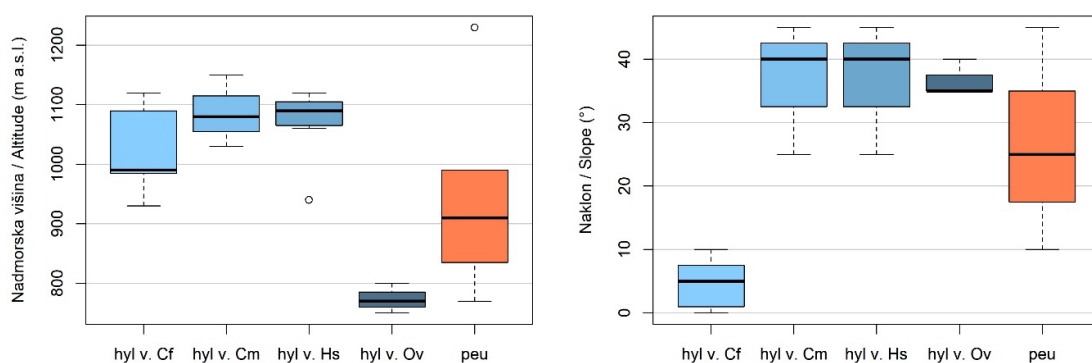 Nadmorska višina / Altitude (m a.s.l.)
1200
1100
1000
900
800
hyl v. Cf hyl v. Cm hyl v. Hs hyl v. Ov peu
Naklon / Slope (°)
40
30
20
10
0
hyl v. Cf hyl v. Cm hyl v. Hs hyl v. Ov peu